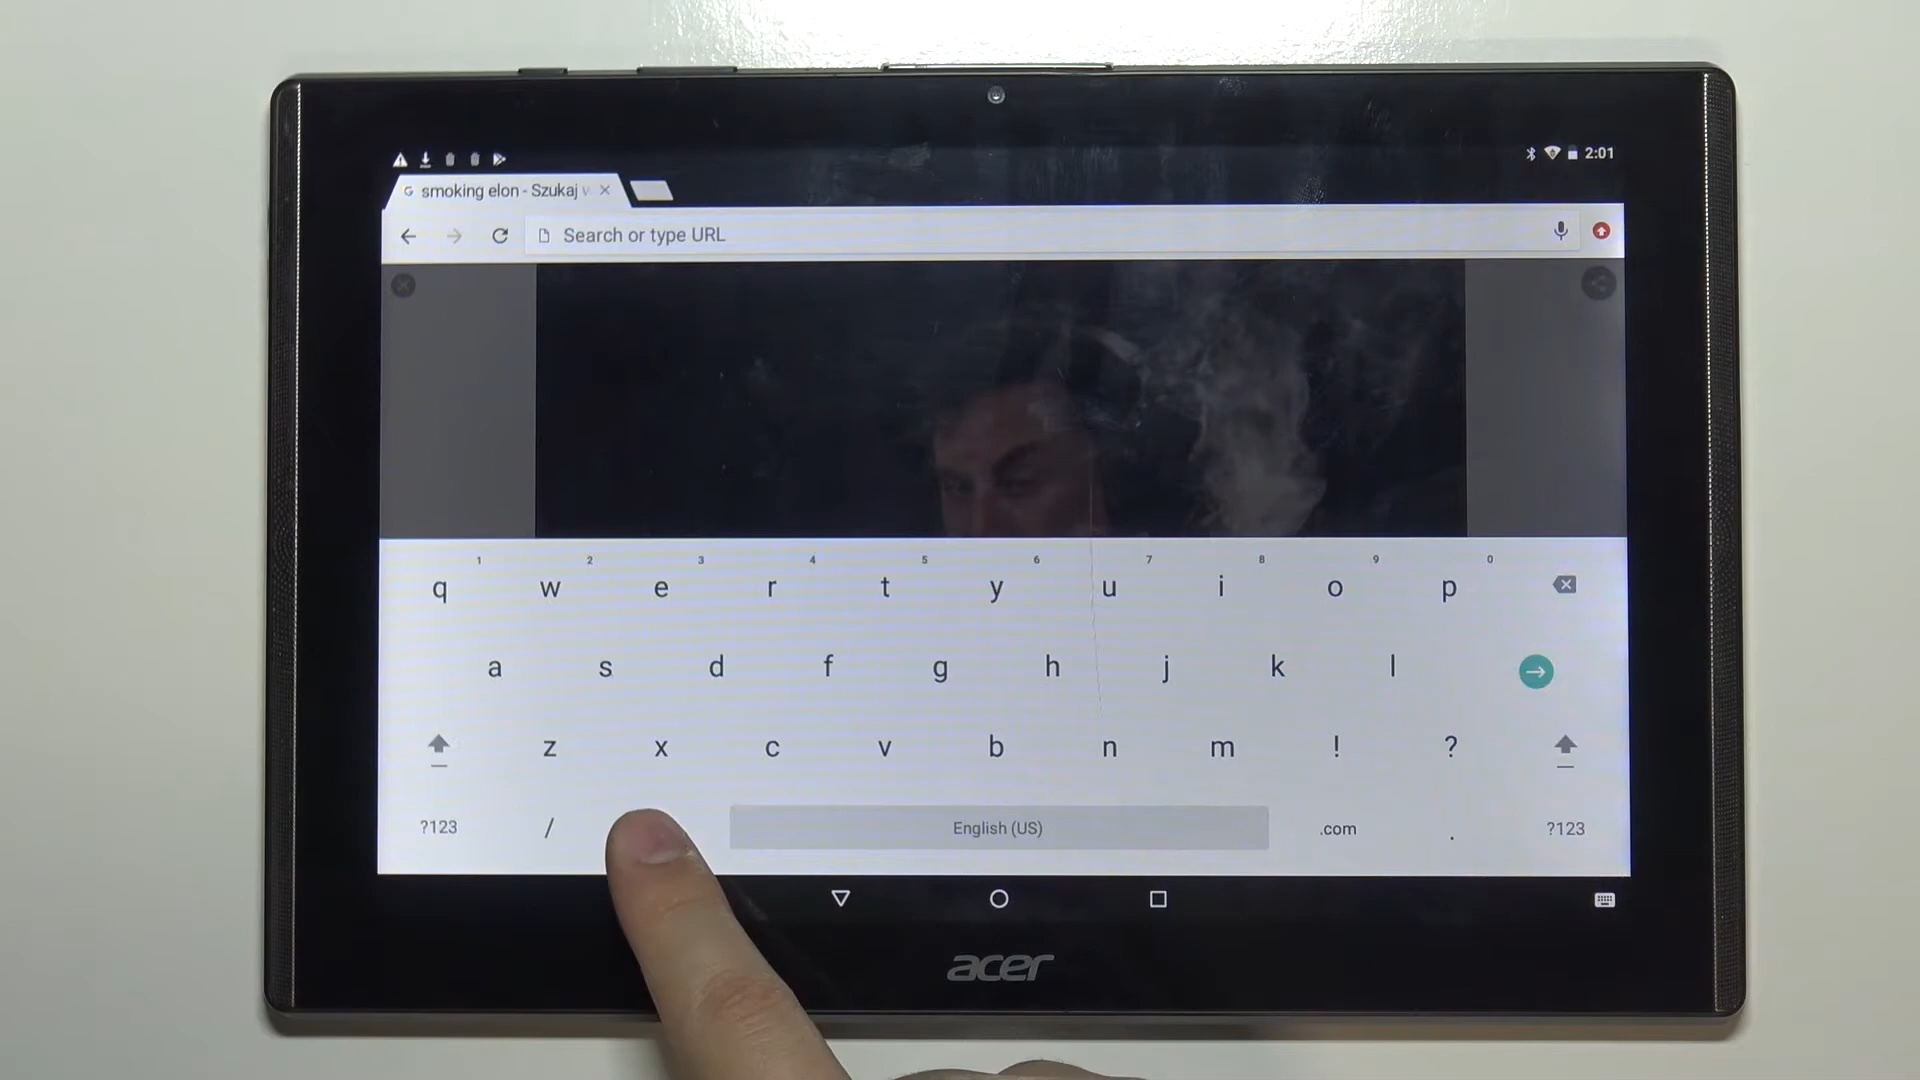 2:01
smoking elon - Szukaj
Search or type URL
1 2 3 4 5 6 7 8 9 0
q w e r t y u i o p
a s d f g h j k l
z x c v b n m ! ?
?123 / English (US) .com . ?123
acer